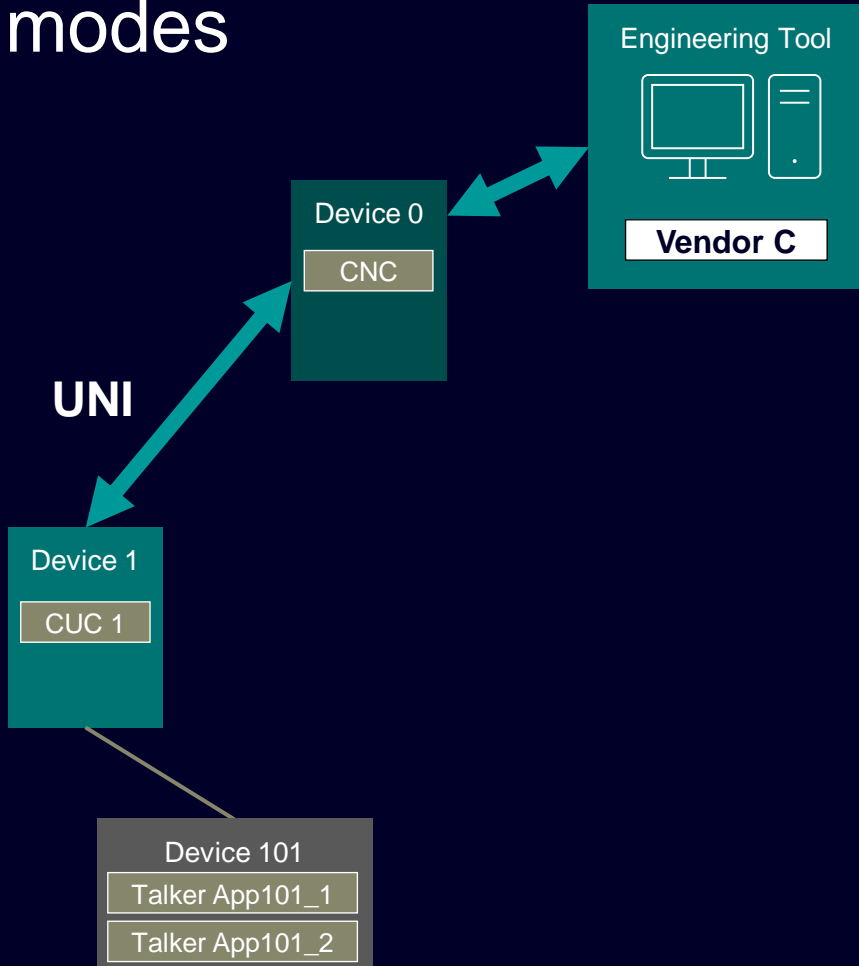 modes
Engineering Tool
Vendor C
Device 0
CNC
UNI
Device 1
CUC 1
Device 101
Talker App101_1
Talker App101_2